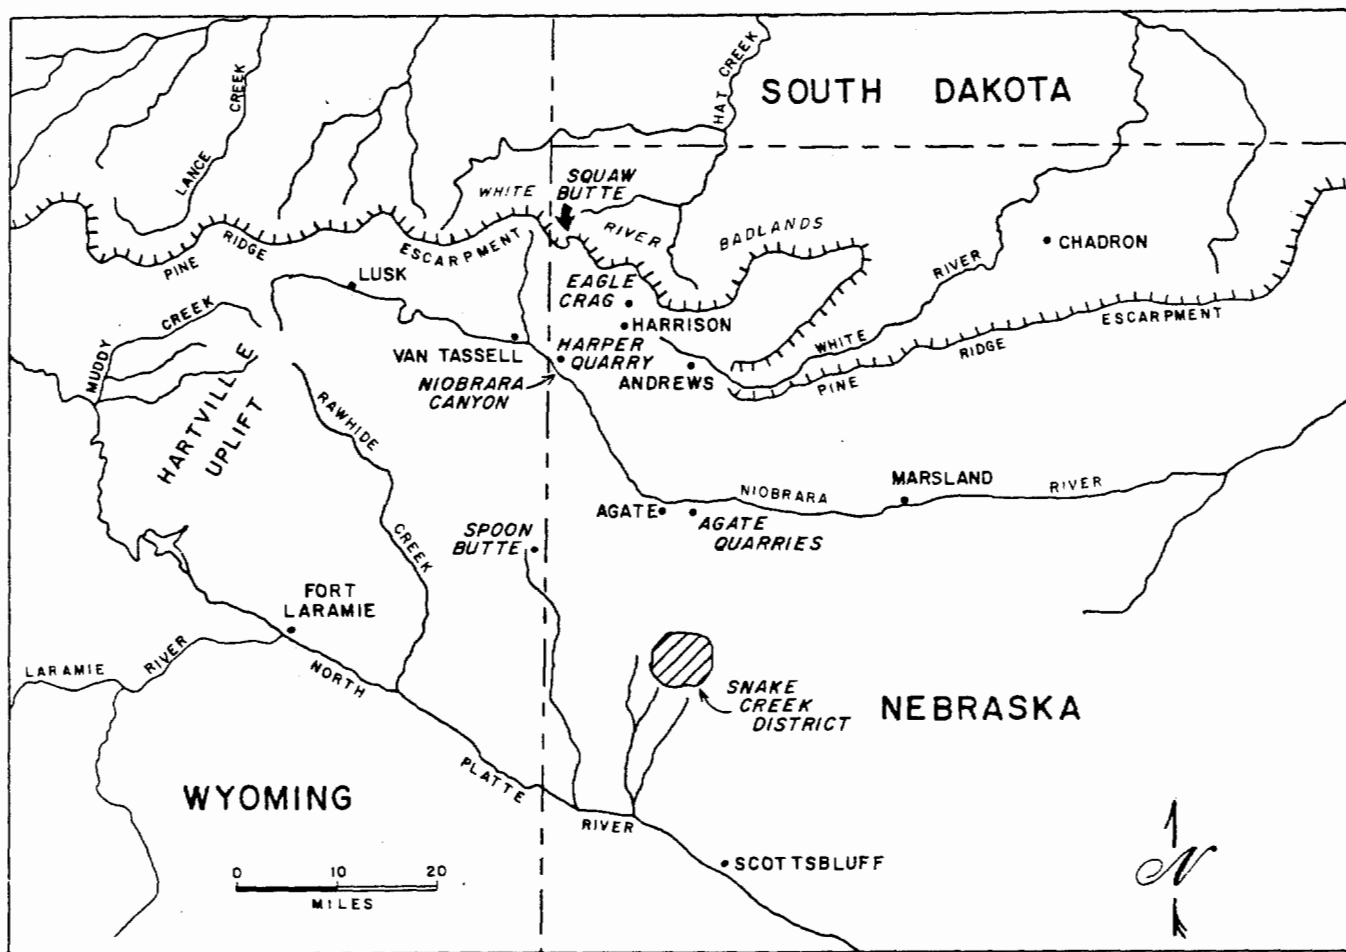 SOUTH DAKOTA
HAT CREEK
LANCE CREEK
WHITE RIVER BADLANDS
SQUAW
BUTTE
PINE RIDGE ESCARPMENT
CHADRON
LUSK
EAGLE
CRAG
HARRISON
WHITE RIVER
PINE RIDGE ESCARPMENT
MUDDY CREEK
VAN TASSELL
HARPER
QUARRY
ANDREWS
NIOBRARA
CANYON
HARTVILLE
UPLIFT
RAWHIDE CREEK
NIOBRARA RIVER
MARSLAND
AGATE
AGATE
QUARRIES
SPOON
BUTTE
FORT
LARAMIE
LARAMIE RIVER
NORTH PLATTE RIVER
SNAKE
CREEK
DISTRICT
NEBRASKA
WYOMING
SCOTTSBLUFF
0 10 20
MILES
N